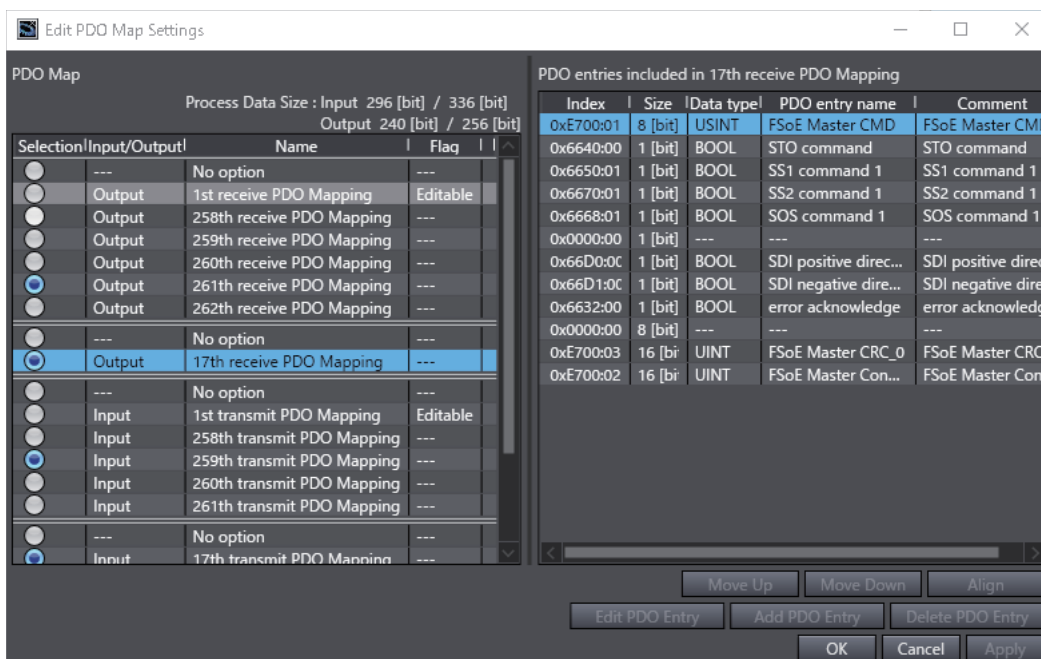 Edit PDO Map Settings
PDO Map
Process Data Size : Input 296 [bit] / 336 [bit]
Output 240 [bit] / 256 [bit]
Selection Input/Output Name Flag
--- No option ---
Output 1st receive PDO Mapping Editable
Output 258th receive PDO Mapping ---
Output 259th receive PDO Mapping ---
Output 260th receive PDO Mapping ---
Output 261th receive PDO Mapping ---
Output 262th receive PDO Mapping ---
--- No option ---
Output 17th receive PDO Mapping ---
--- No option ---
Input 1st transmit PDO Mapping Editable
Input 258th transmit PDO Mapping ---
Input 259th transmit PDO Mapping ---
Input 260th transmit PDO Mapping ---
Input 261th transmit PDO Mapping ---
--- No option ---
Input 17th transmit PDO Mapping ---
PDO entries included in 17th receive PDO Mapping
Index Size Data type PDO entry name Comment
0xE700:01 8 [bit] USINT FSoE Master CMD FSoE Master CM
0x6640:00 1 [bit] BOOL STO command STO command
0x6650:01 1 [bit] BOOL SS1 command 1 SS1 command 1
0x6670:01 1 [bit] BOOL SS2 command 1 SS2 command 1
0x6668:01 1 [bit] BOOL SOS command 1 SOS command 1
0x0000:00 1 [bit] --- --- ---
0x66D0:0C 1 [bit] BOOL SDI positive direc... SDI positive direc
0x66D1:0C 1 [bit] BOOL SDI negative dire... SDI negative dire
0x6632:00 1 [bit] BOOL error acknowledge error acknowledg
0x0000:00 8 [bit] --- --- ---
0xE700:03 16 [bi UINT FSoE Master CRC_0 FSoE Master CRC
0xE700:02 16 [bi UINT FSoE Master Con... FSoE Master Con
Move Up Move Down Align
Edit PDO Entry Add PDO Entry Delete PDO Entry
OK Cancel Apply